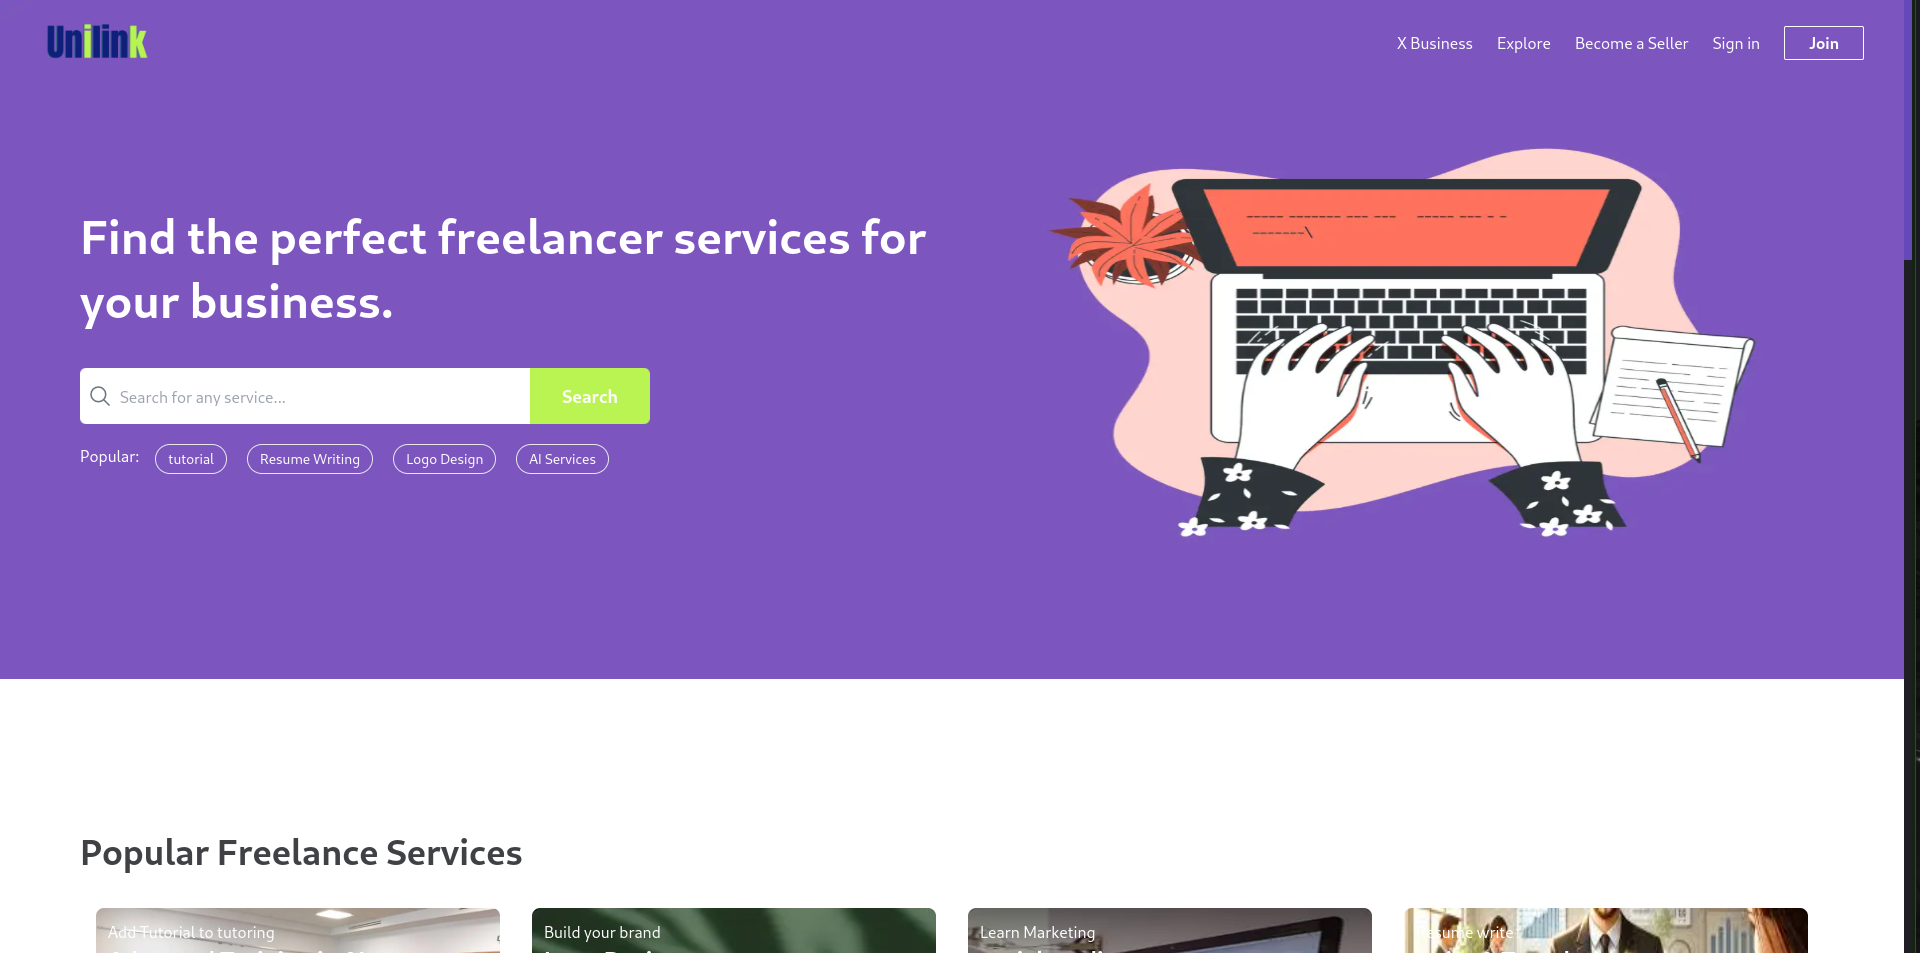 Unilink
X Business
Explore
Become a Seller
Sign in
Join
Find the perfect freelancer services for
your business.
Search for any service...
Search
Popular:
tutorial
Resume Writing
Logo Design
AI Services
Popular Freelance Services
Add Tutorial to tutoring
Build your brand
Learn Marketing
write